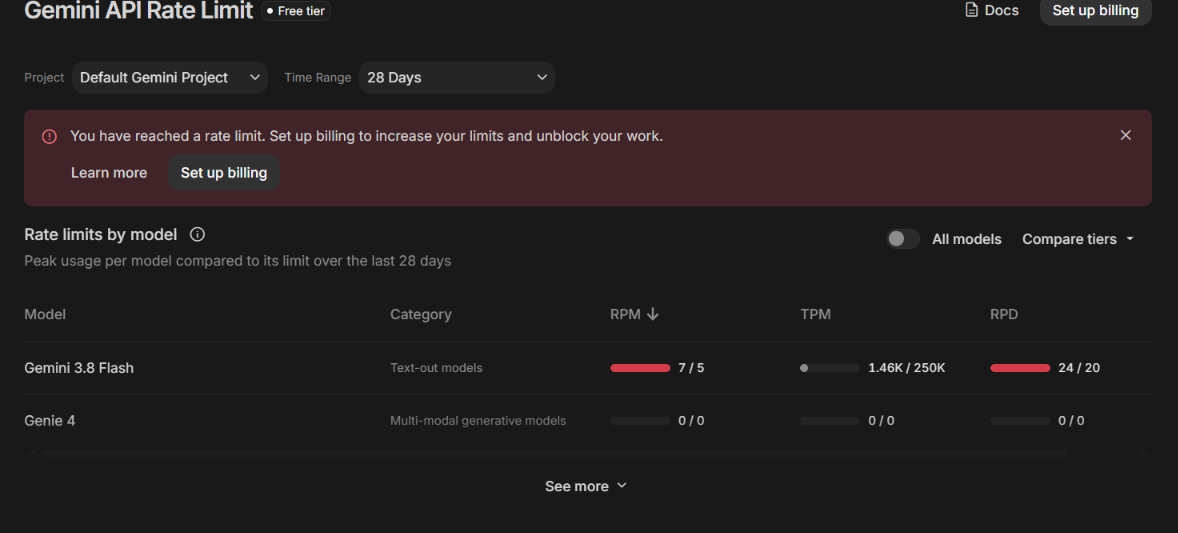 Gemini API Rate Limit • Free tier Docs Set up billing
Project Default Gemini Project Time Range 28 Days
You have reached a rate limit. Set up billing to increase your limits and unblock your work.
Learn more Set up billing
Rate limits by model All models Compare tiers
Peak usage per model compared to its limit over the last 28 days
Model Category RPM ↓ TPM RPD
Gemini 3.8 Flash Text-out models 7 / 5 1.46K / 250K 24 / 20
Genie 4 Multi-modal generative models 0 / 0 0 / 0 0 / 0
See more